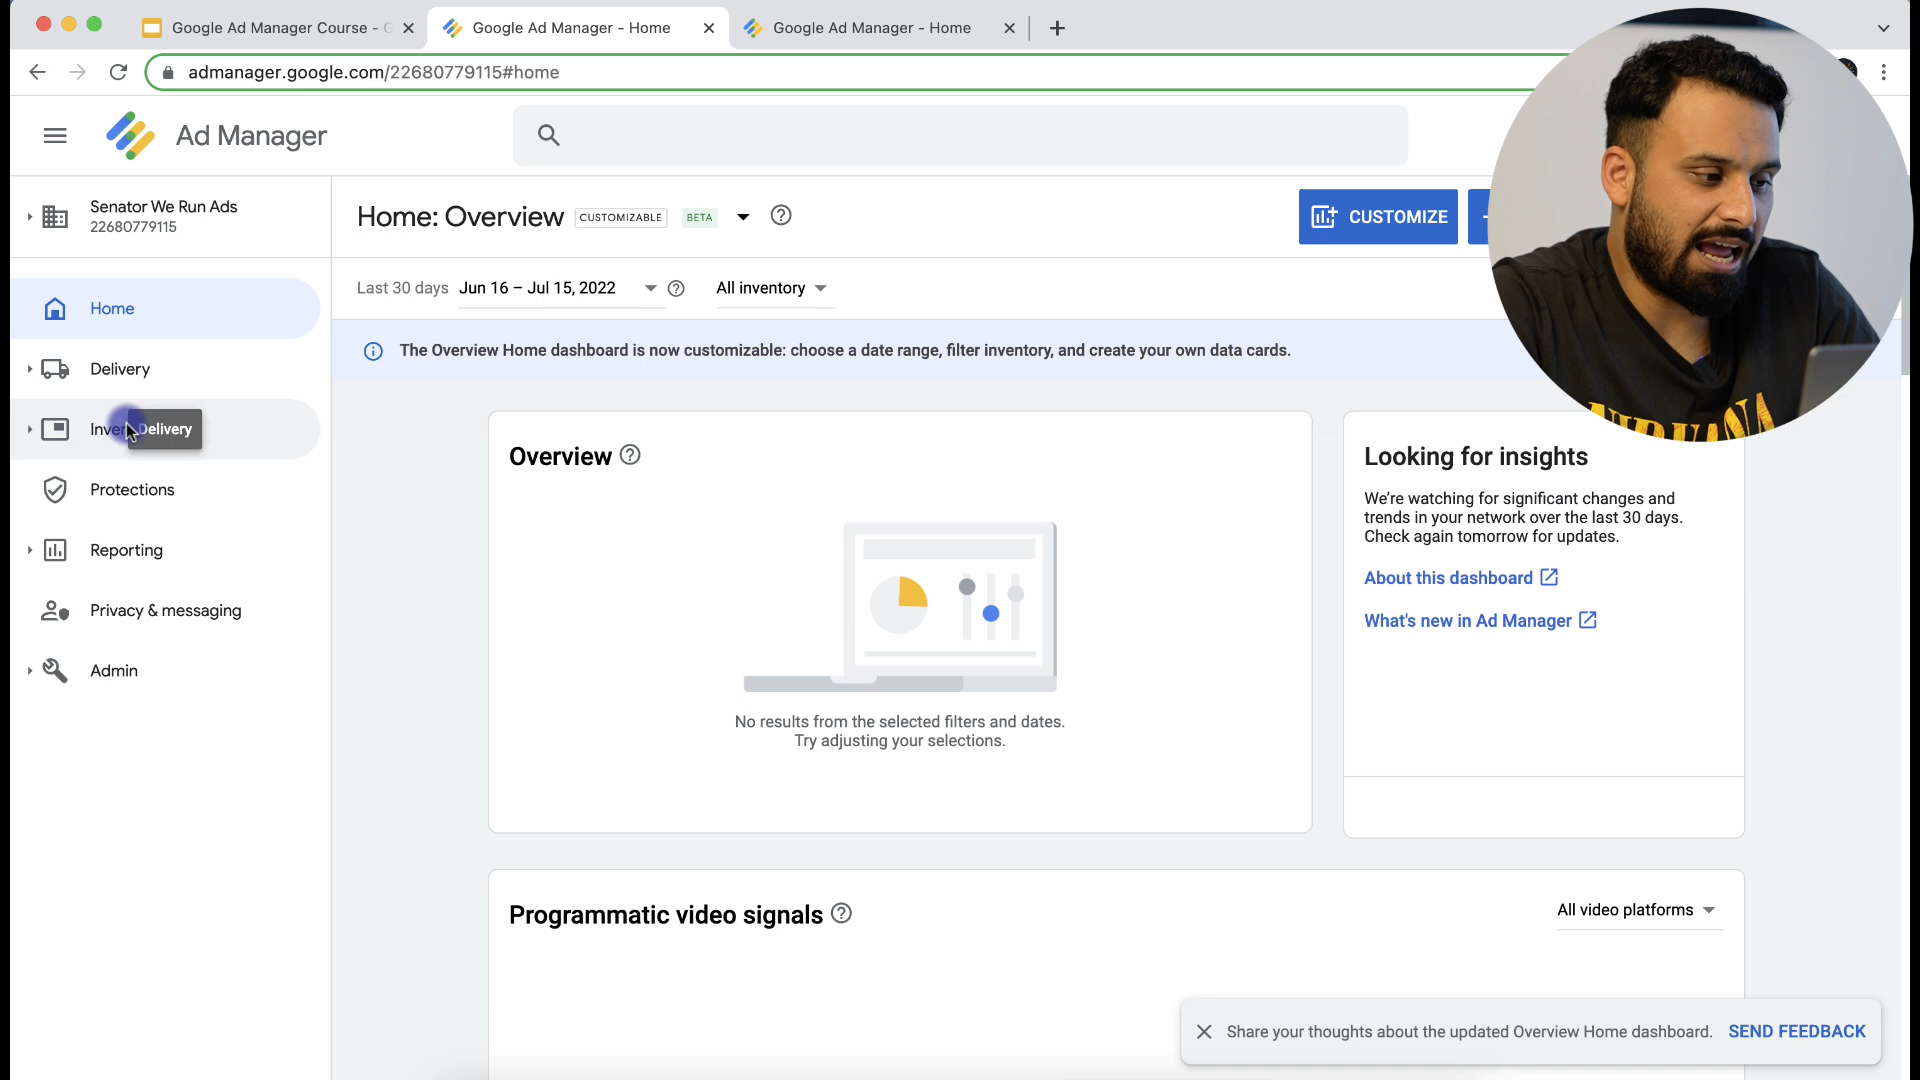 Google Ad Manager Course - G
Google Ad Manager - Home
Google Ad Manager - Home
admanager.google.com/22680779115#home
Ad Manager
Senator We Run Ads
22680779115
Home: Overview
CUSTOMIZABLE
BETA
CUSTOMIZE
Last 30 days
Jun 16 – Jul 15, 2022
All inventory
Home
The Overview Home dashboard is now customizable: choose a date range, filter inventory, and create your own data cards.
Delivery
Inve
Delivery
Protections
Reporting
Privacy & messaging
Admin
Overview
No results from the selected filters and dates.
Try adjusting your selections.
Looking for insights
We're watching for significant changes and
trends in your network over the last 30 days.
Check again tomorrow for updates.
About this dashboard
What's new in Ad Manager
Programmatic video signals
All video platforms
Share your thoughts about the updated Overview Home dashboard.
SEND FEEDBACK
NIRVANA